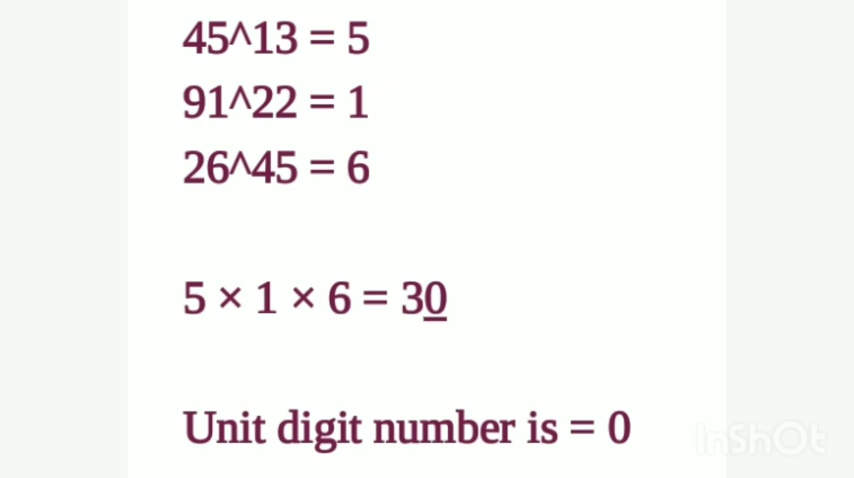 45^13 = 5
91^22 = 1
26^45 = 6
5 × 1 × 6 = 30
Unit digit number is = 0
InShOt